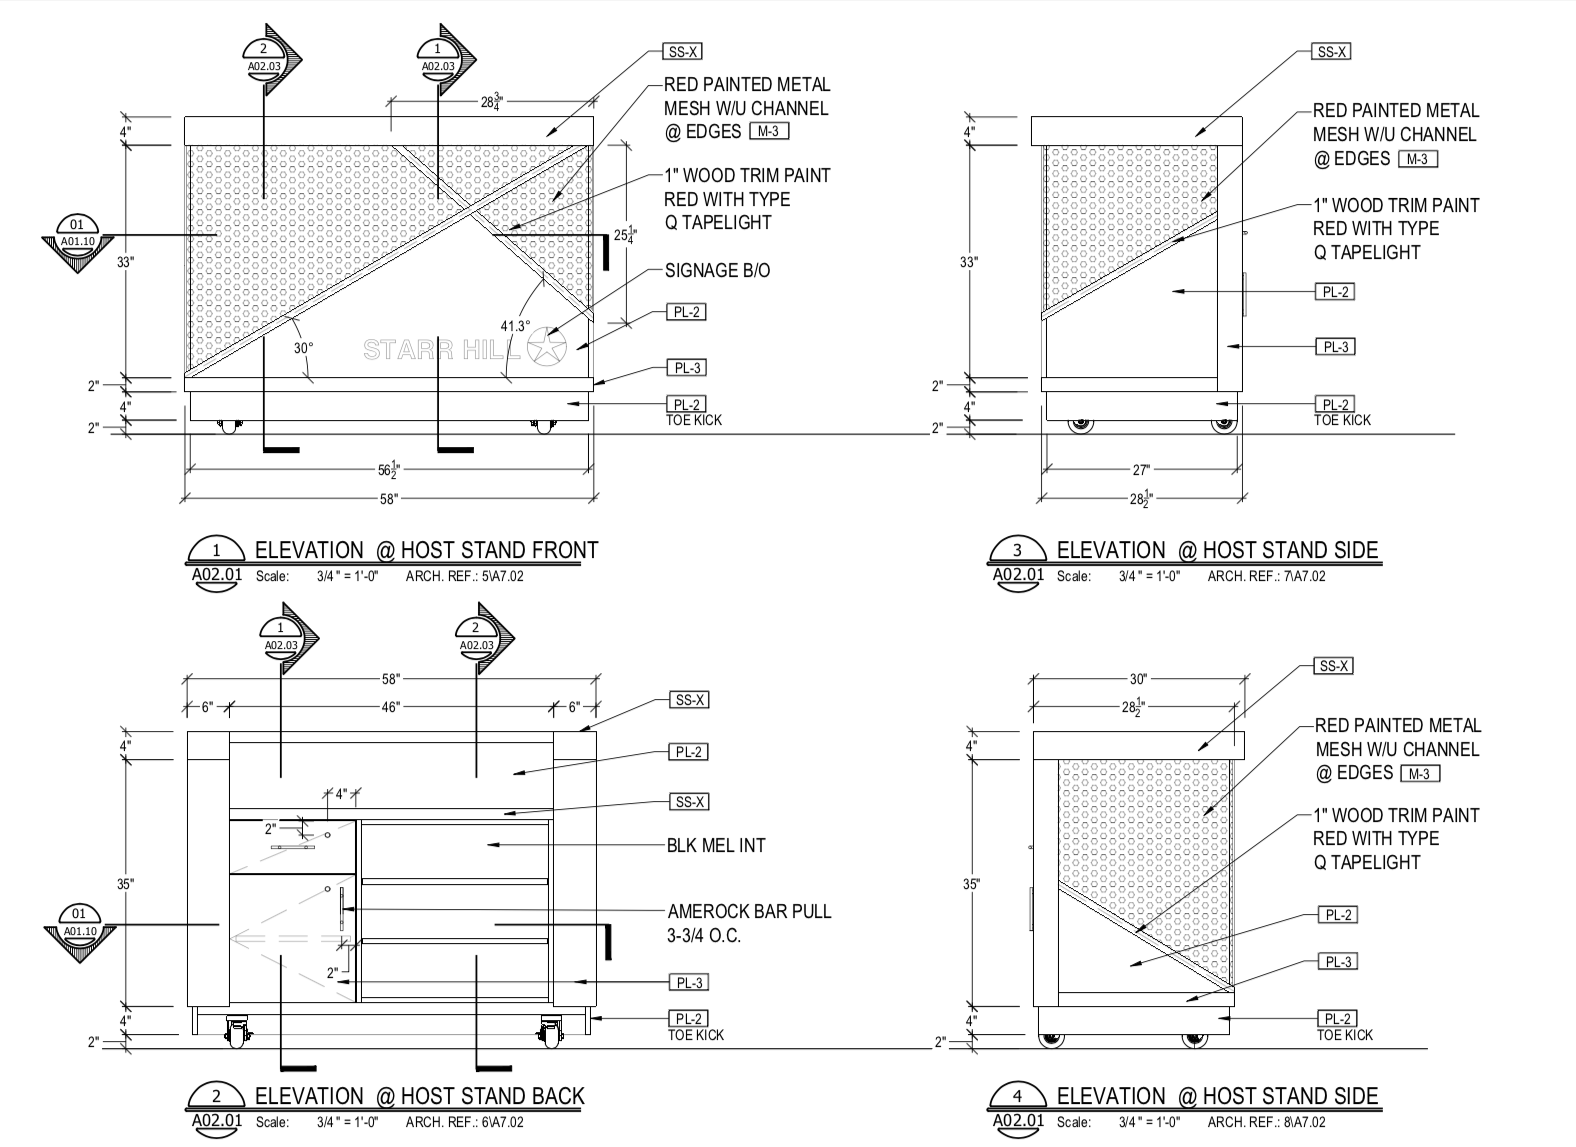 2
A02.03
1
A02.03
28 3/4"
SS-X
RED PAINTED METAL
MESH W/U CHANNEL
@ EDGES M-3
1" WOOD TRIM PAINT
RED WITH TYPE
Q TAPELIGHT
SIGNAGE B/O
PL-2
PL-3
PL-2
TOE KICK
4"
33"
2"
4"
2"
01
A01.10
25 1/4"
41.3°
30°
STARR HILL
56 1/2"
58"
1
A02.01
ELEVATION @ HOST STAND FRONT
Scale: 3/4 " = 1'-0" ARCH. REF.: 5\A7.02
SS-X
RED PAINTED METAL
MESH W/U CHANNEL
@ EDGES M-3
1" WOOD TRIM PAINT
RED WITH TYPE
Q TAPELIGHT
PL-2
PL-3
PL-2
TOE KICK
4"
33"
2"
4"
2"
27"
28 1/2"
3
A02.01
ELEVATION @ HOST STAND SIDE
Scale: 3/4 " = 1'-0" ARCH. REF.: 7\A7.02
1
A02.03
2
A02.03
58"
6"
46"
6"
SS-X
PL-2
SS-X
BLK MEL INT
AMEROCK BAR PULL
3-3/4 O.C.
PL-3
PL-2
TOE KICK
4"
35"
4"
2"
01
A01.10
4"
2"
2"
2
A02.01
ELEVATION @ HOST STAND BACK
Scale: 3/4 " = 1'-0" ARCH. REF.: 6\A7.02
30"
28 1/2"
SS-X
RED PAINTED METAL
MESH W/U CHANNEL
@ EDGES M-3
1" WOOD TRIM PAINT
RED WITH TYPE
Q TAPELIGHT
PL-2
PL-3
PL-2
TOE KICK
4"
35"
4"
2"
4
A02.01
ELEVATION @ HOST STAND SIDE
Scale: 3/4 " = 1'-0" ARCH. REF.: 8\A7.02